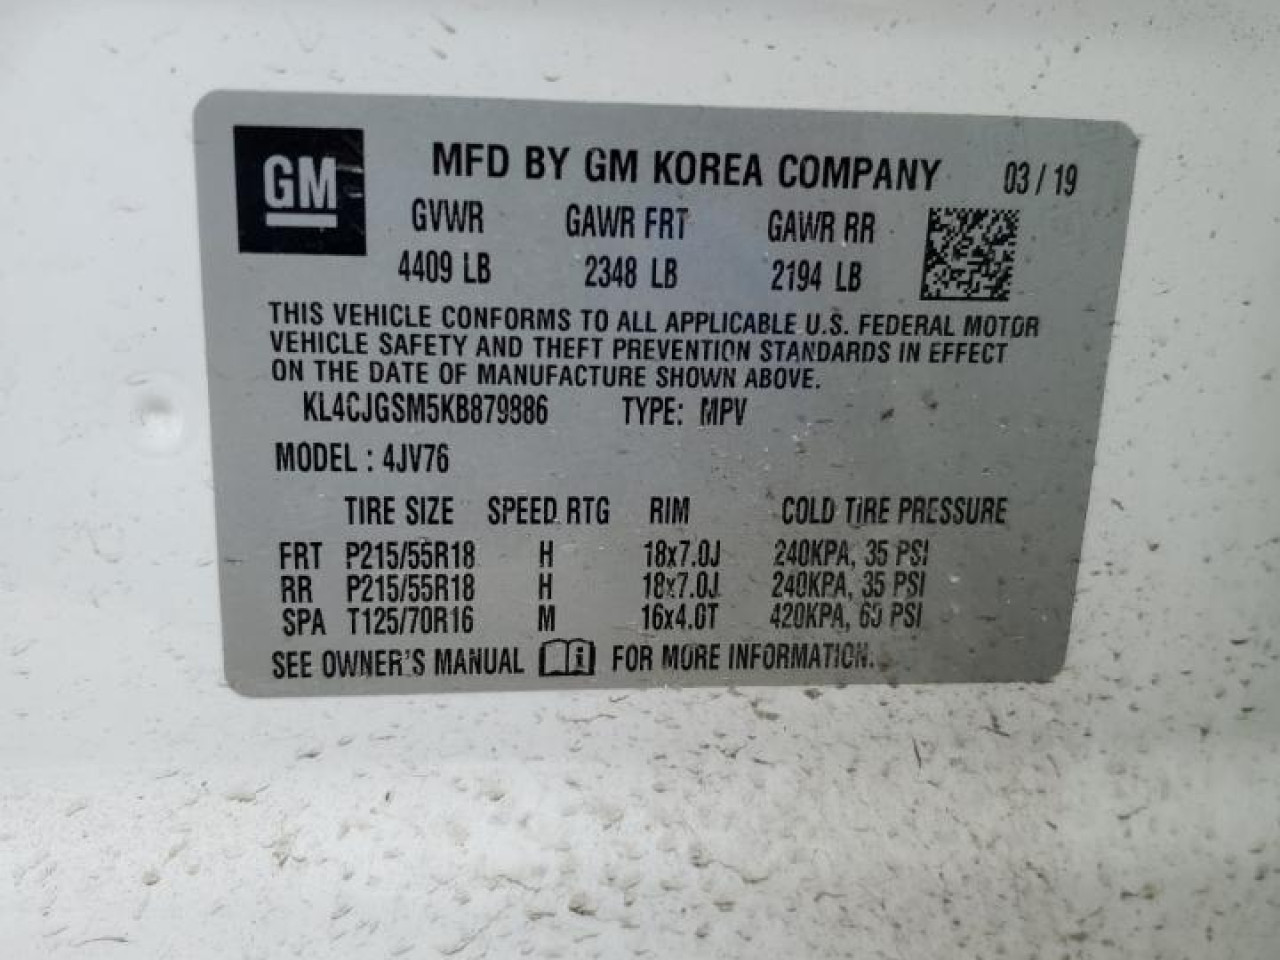 GM
MFD BY GM KOREA COMPANY 03/19
GVWR GAWR FRT GAWR RR
4409 LB 2348 LB 2194 LB
THIS VEHICLE CONFORMS TO ALL APPLICABLE U.S. FEDERAL MOTOR
VEHICLE SAFETY AND THEFT PREVENTION STANDARDS IN EFFECT
ON THE DATE OF MANUFACTURE SHOWN ABOVE.
TYPE: MPV
MODEL : 4JV76
TIRE SIZE SPEED RTG RIM COLD TIRE PRESSURE
FRT P215/55R18 H 18x7.0J 240KPA, 35 PSI
RR P215/55R18 H 18x7.0J 240KPA, 35 PSI
SPA T125/70R16 M 16x4.0T 420KPA, 60 PSI
SEE OWNER'S MANUAL FOR MORE INFORMATION.